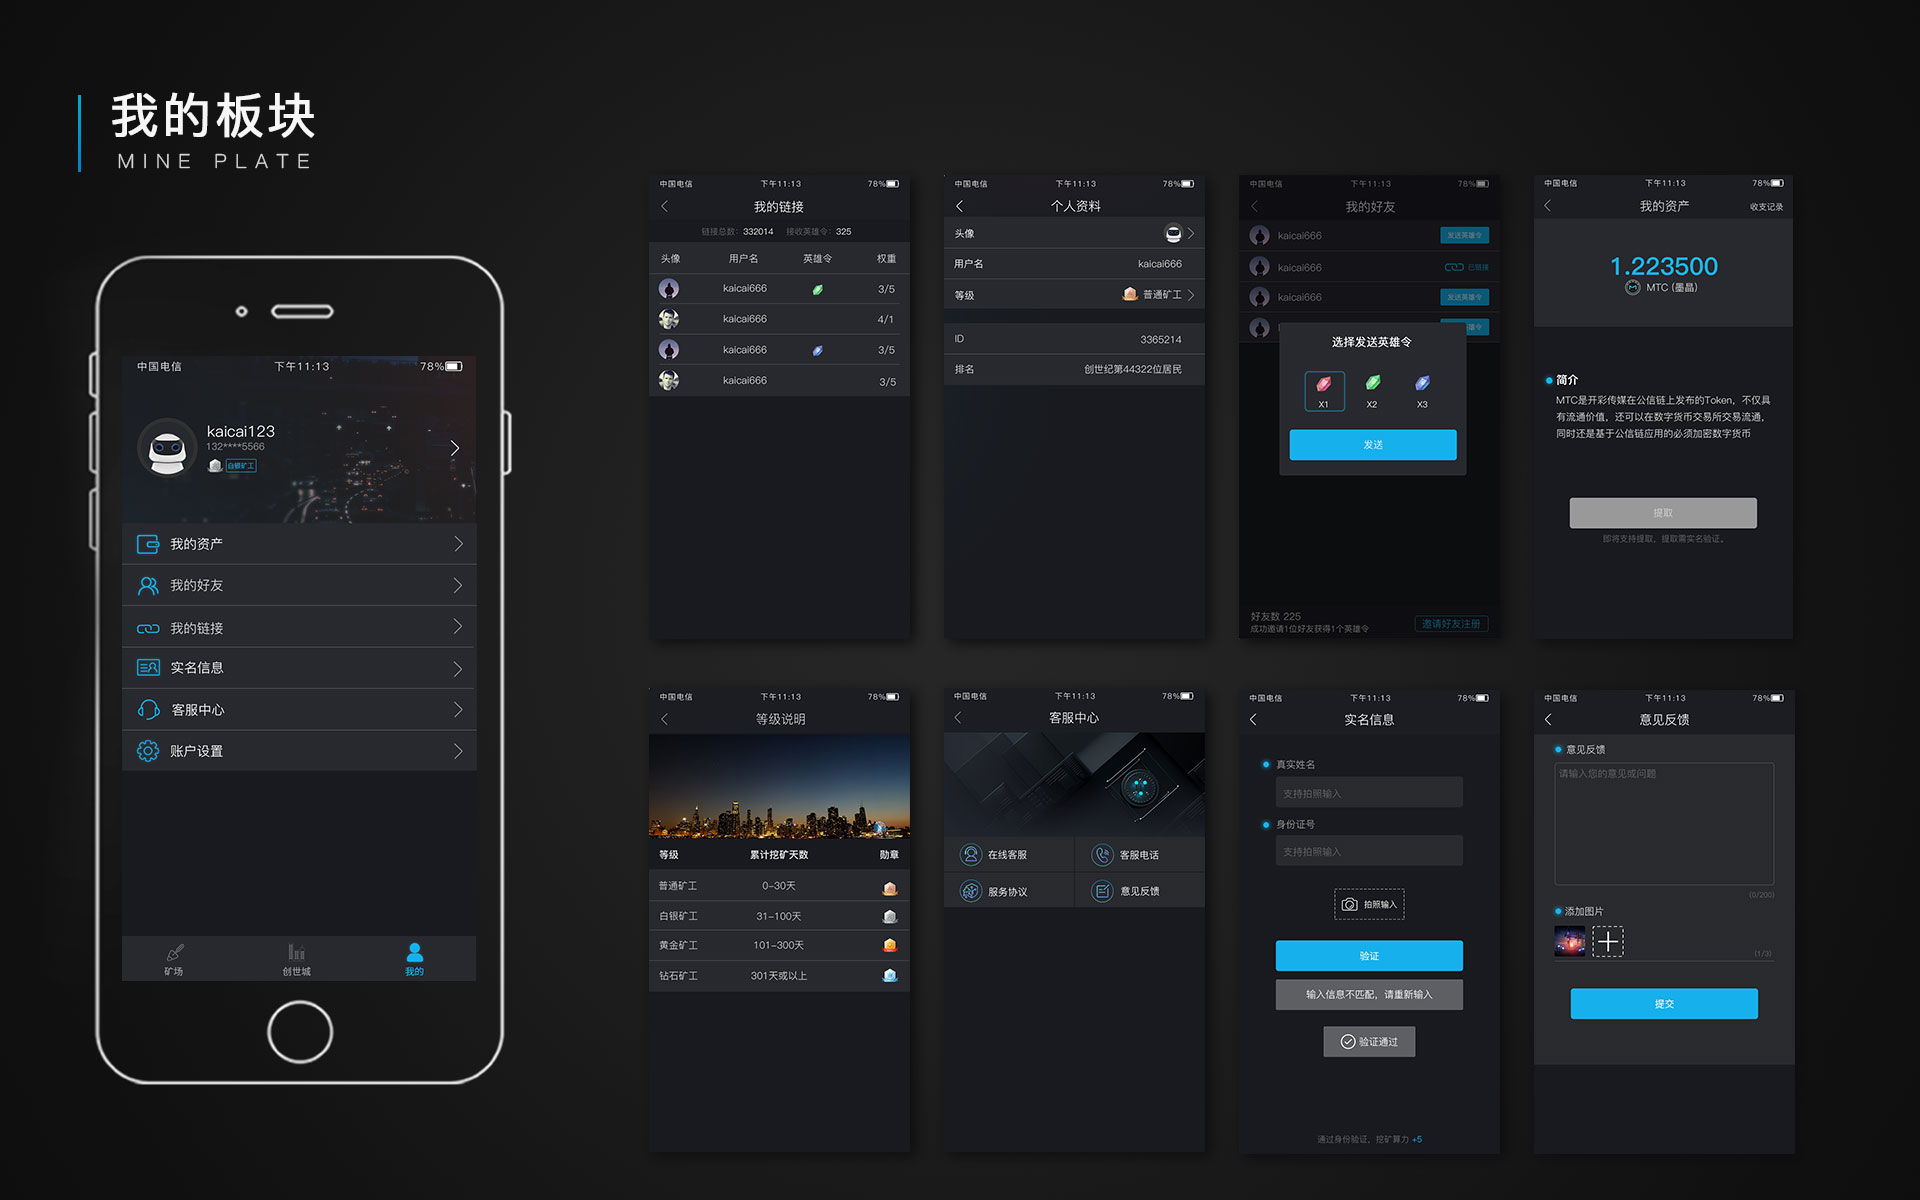 我的板块
MINE PLATE
中国电信 下午11:13 78%
kaicai123
132****5566
白银矿工
我的资产
我的好友
我的链接
实名信息
客服中心
账户设置
矿场 创世城 我的
中国电信 下午11:13 78%
我的链接
链接总数: 332014 接收英雄令: 325
头像 用户名 英雄令 权重
kaicai666 3/5
kaicai666 4/1
kaicai666 3/5
kaicai666 3/5
中国电信 下午11:13 78%
个人资料
头像
用户名 kaicai666
等级 普通矿工
ID 3365214
排名 创世纪第44322位居民
中国电信 下午11:13 78%
我的好友
kaicai666 发送英雄令
kaicai666 已链接
kaicai666 发送英雄令
选择发送英雄令
X1 X2 X3
发送
好友数 225
成功邀请1位好友获得1个英雄令
邀请好友注册
中国电信 下午11:13 78%
我的资产 收支记录
1.223500
MTC (墨晶)
简介
MTC是开彩传媒在公信链上发布的Token，不仅具
有流通价值，还可以在数字货币交易所交易流通，
同时还是基于公信链应用的必须加密数字货币
提取
即将支持提取，提取需实名验证。
中国电信 下午11:13 78%
等级说明
等级 累计挖矿天数 勋章
普通矿工 0-30天
白银矿工 31-100天
黄金矿工 101-300天
钻石矿工 301天或以上
中国电信 下午11:13 78%
客服中心
在线客服 客服电话
服务协议 意见反馈
中国电信 下午11:13 78%
实名信息
真实姓名
支持拍照输入
身份证号
支持拍照输入
拍照输入
验证
输入信息不匹配，请重新输入
验证通过
通过身份验证，挖矿算力 +5
中国电信 下午11:13 78%
意见反馈
意见反馈
请输入您的意见或问题
(0/200)
添加图片
(1/3)
提交